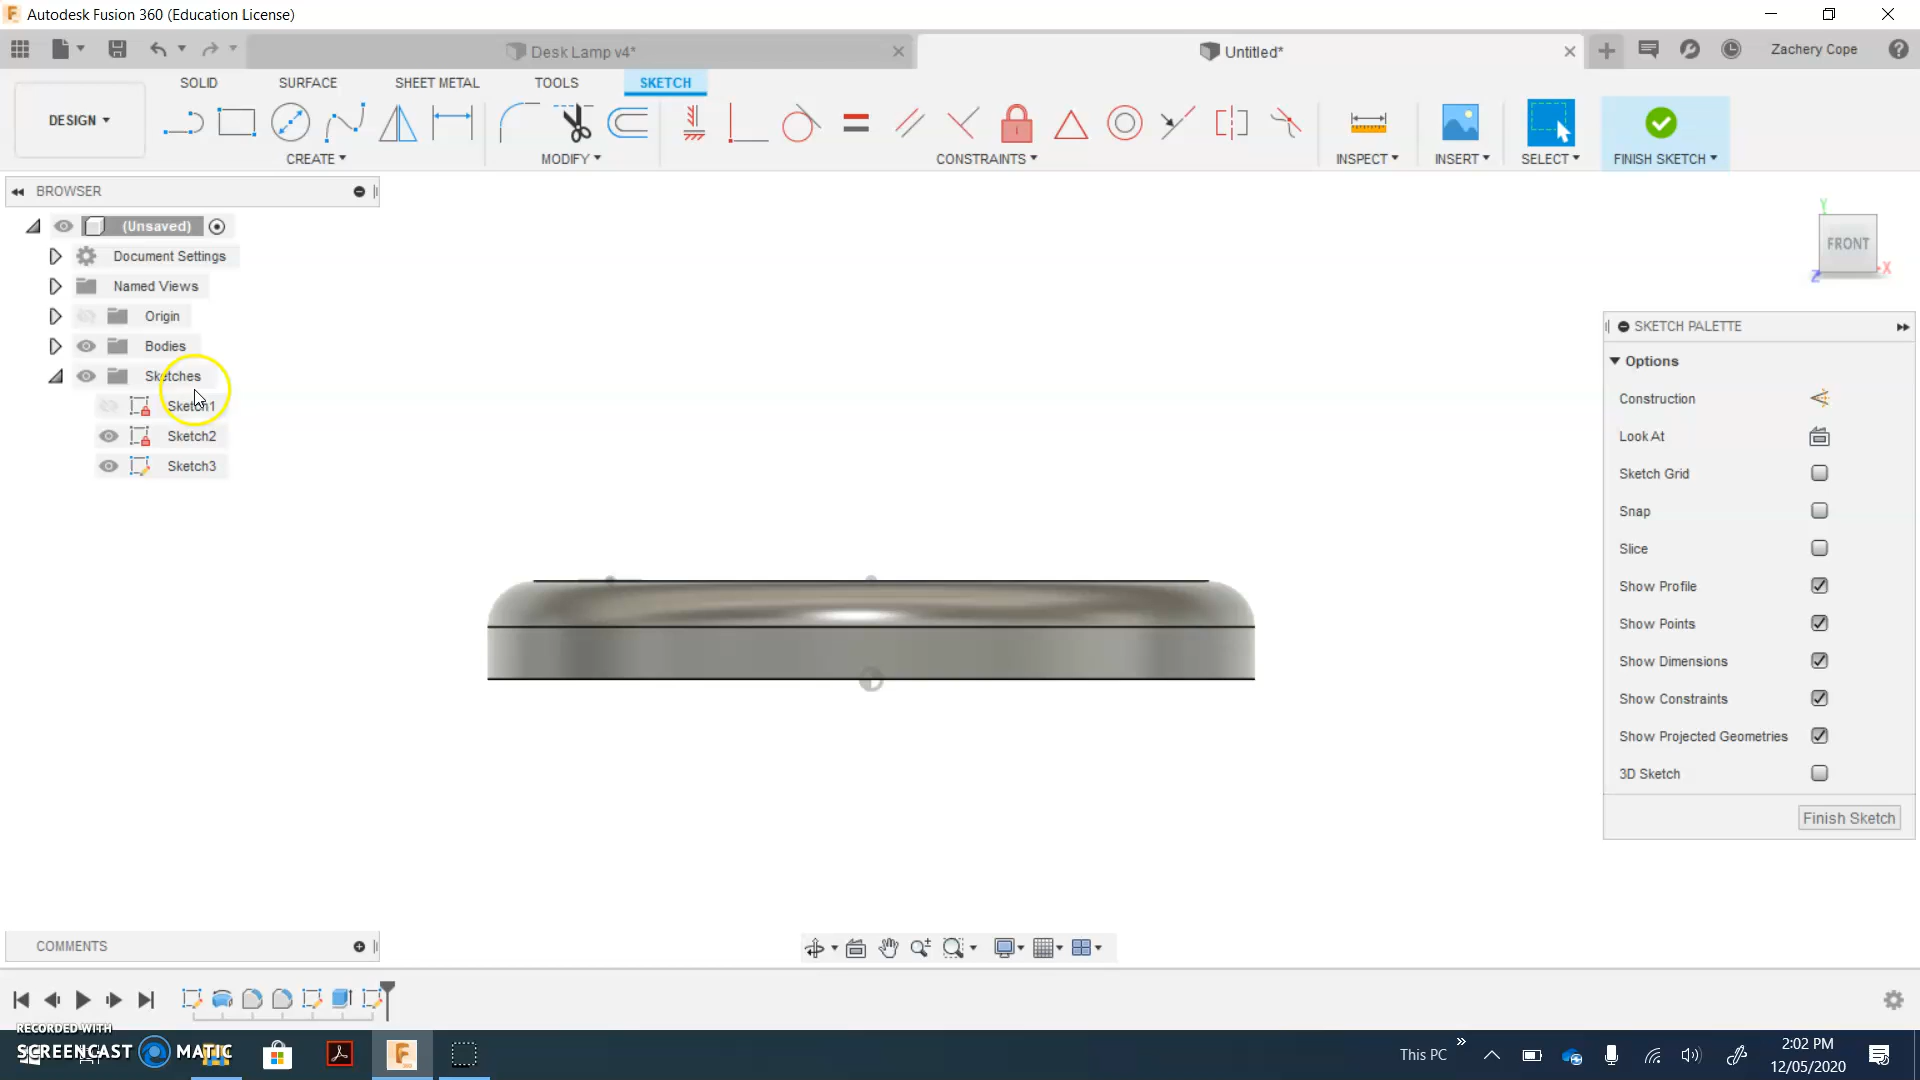 Autodesk Fusion 360 (Education License)
Desk Lamp v4*
Untitled*
Zachery Cope
SOLID
SURFACE
SHEET METAL
TOOLS
SKETCH
DESIGN
CREATE
MODIFY
CONSTRAINTS
INSPECT
INSERT
SELECT
FINISH SKETCH
BROWSER
(Unsaved)
Document Settings
Named Views
Origin
Bodies
Sketches
Sketch1
Sketch2
Sketch3
Y
FRONT
X
Z
SKETCH PALETTE
Options
Construction
Look At
Sketch Grid
Snap
Slice
Show Profile
Show Points
Show Dimensions
Show Constraints
Show Projected Geometries
3D Sketch
Finish Sketch
COMMENTS
RECORDED WITH
SCREENCAST MATIC
This PC
2:02 PM
12/05/2020